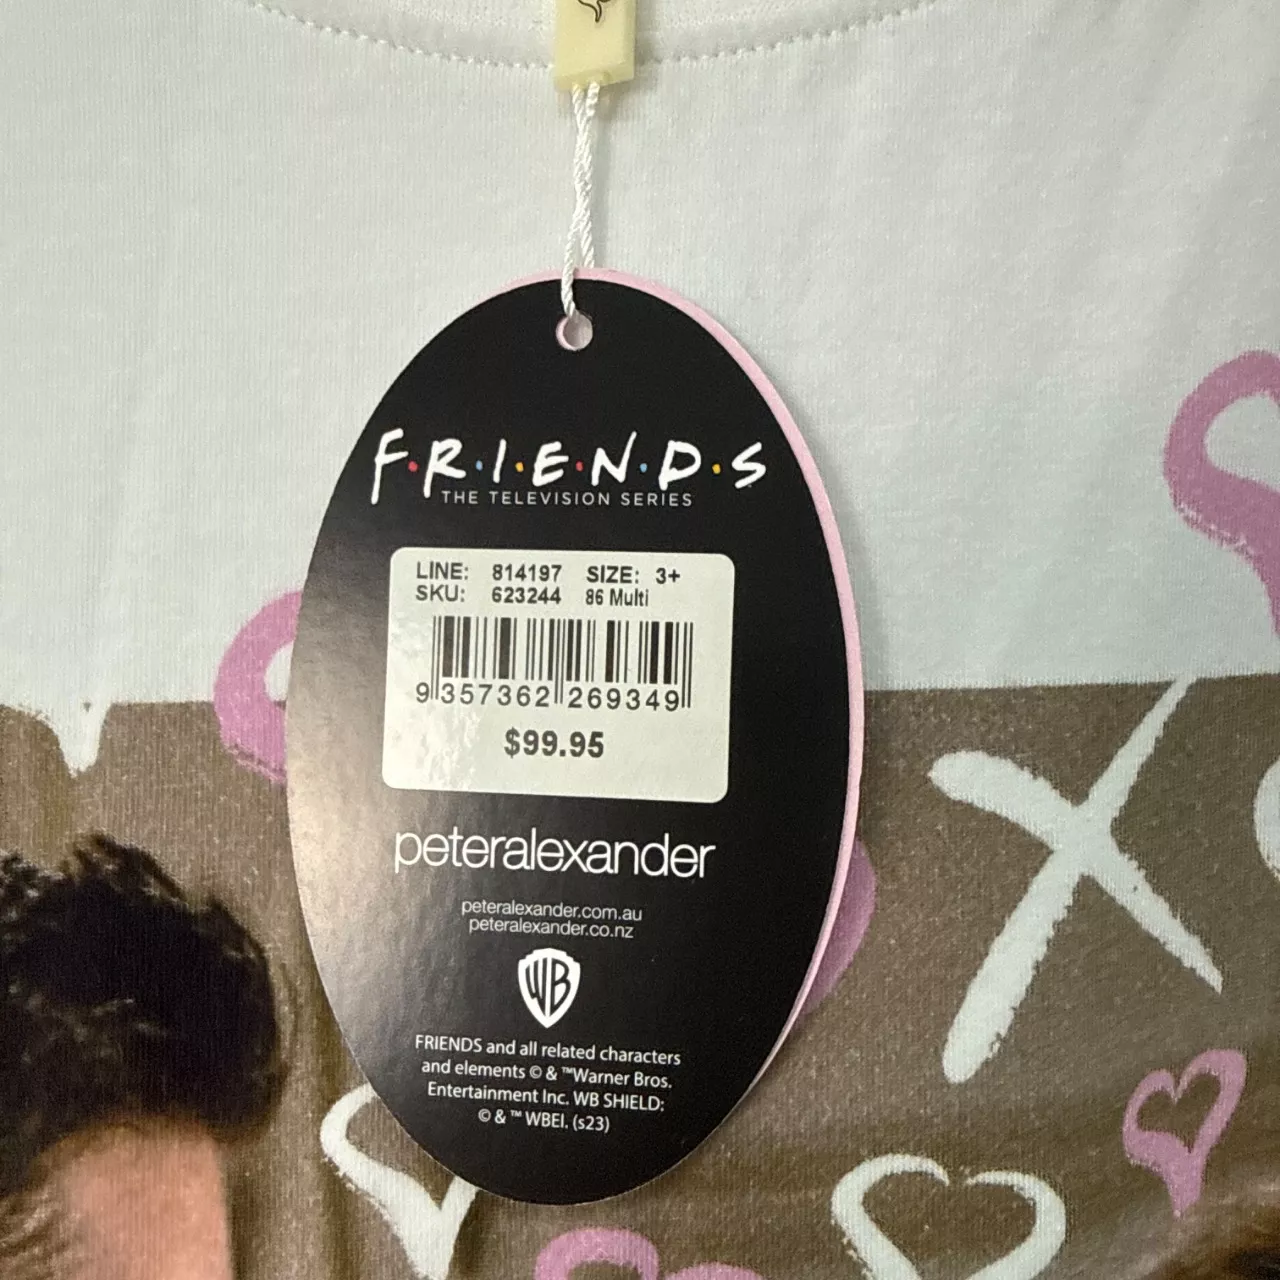 F·R·I·E·N·D·S
THE TELEVISION SERIES
LINE: 814197 SIZE: 3+
SKU: 623244 86 Multi
9 357362 269349
$99.95
peteralexander
peteralexander.com.au
peteralexander.co.nz
WB
FRIENDS and all related characters
and elements © & ™Warner Bros.
Entertainment Inc. WB SHIELD:
© & ™ WBEI. (s23)